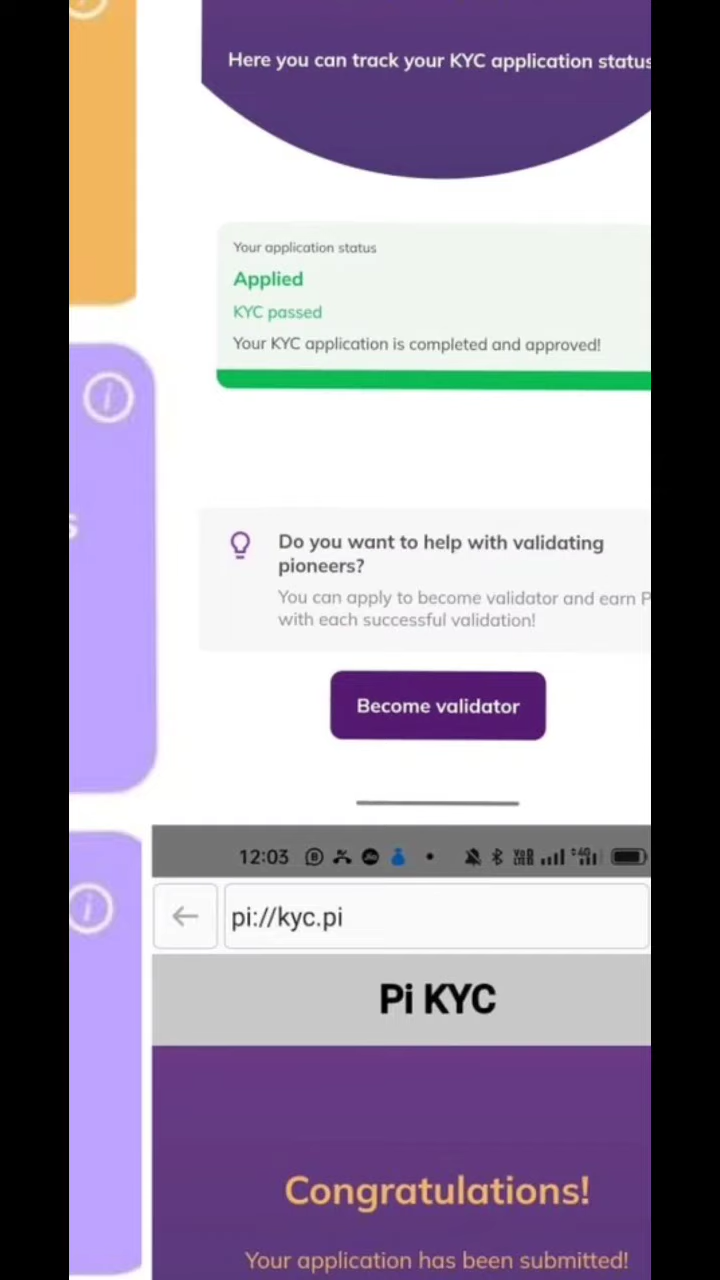 Here you can track your KYC application status
Your application status
Applied
KYC passed
Your KYC application is completed and approved!
Do you want to help with validating
pioneers?
You can apply to become validator and earn P
with each successful validation!
Become validator
12:03
pi://kyc.pi
Pi KYC
Congratulations!
Your application has been submitted!